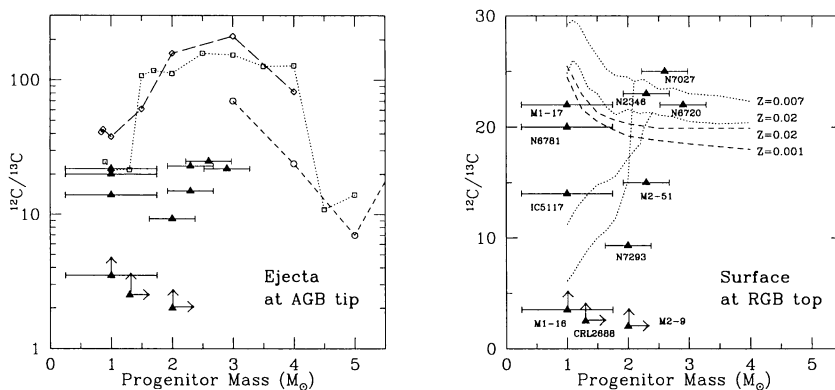 100
10
1
12C/13C
Ejecta
at AGB tip
0 1 2 3 4 5
Progenitor Mass (M⊙)
30
20
10
0
12C/13C
N7027
N2346
M1-17
N6720
Z=0.007
Z=0.02
Z=0.02
Z=0.001
N6781
IC5117
M2-51
N7293
Surface
at RGB top
M1-16
CRL2688
M2-9
0 1 2 3 4 5
Progenitor Mass (M⊙)